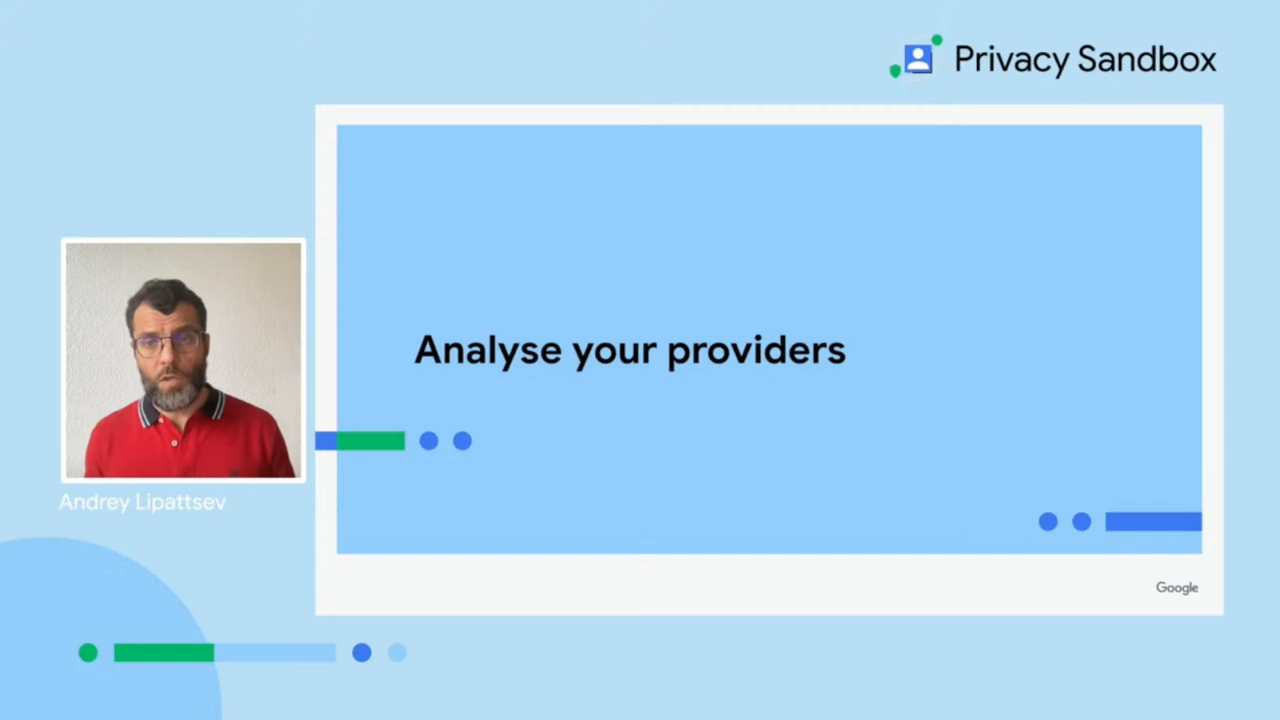 Privacy Sandbox
Analyse your providers
Andrey Lipattsev
Google